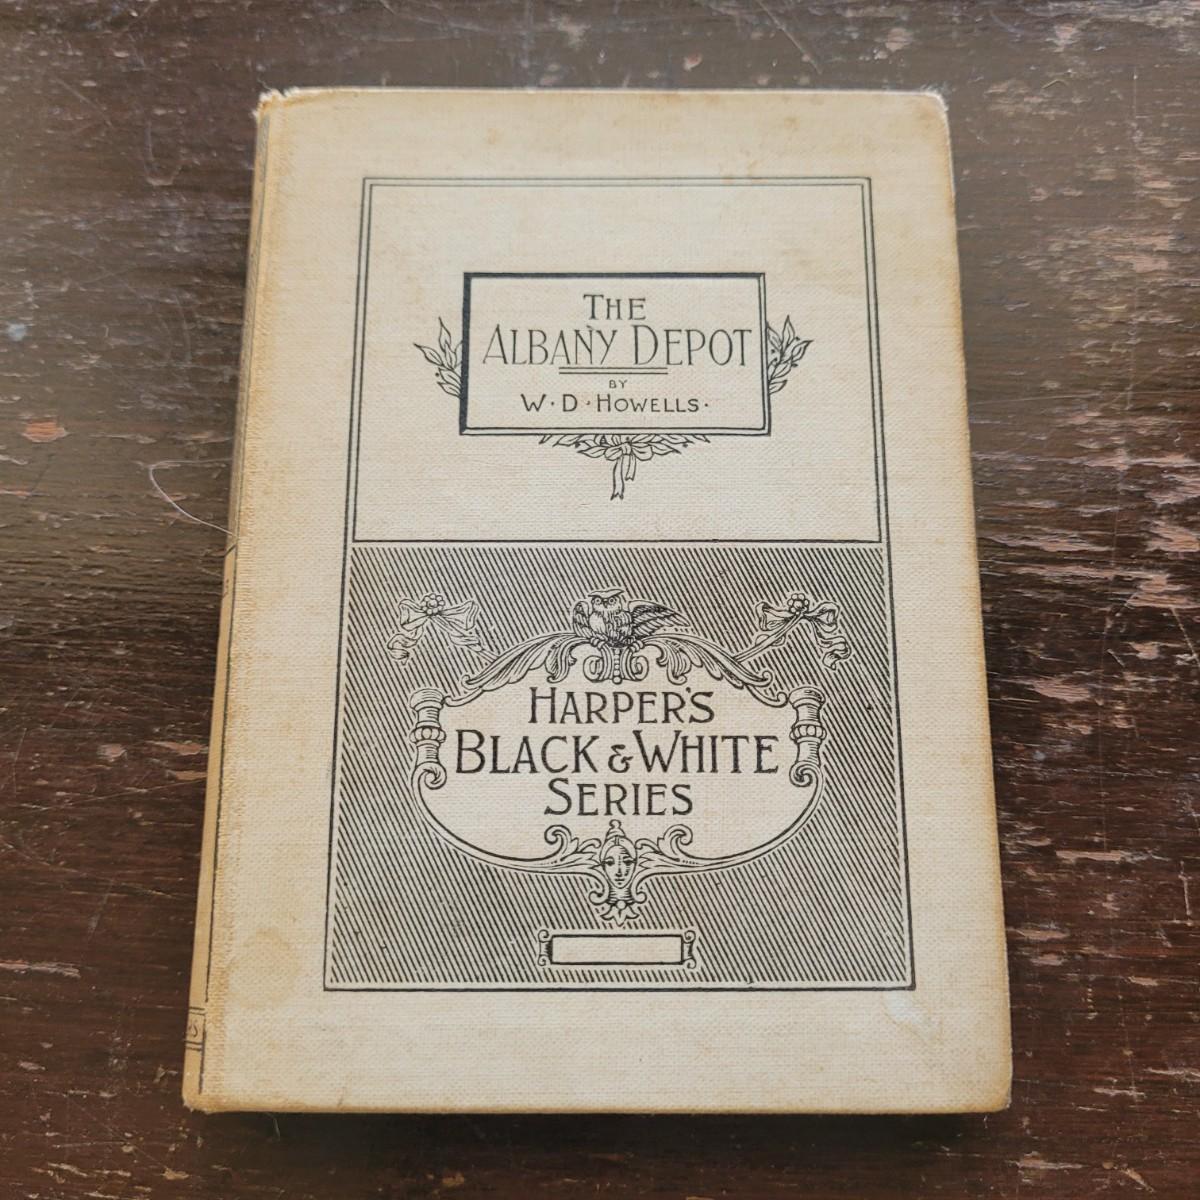 THE
ALBANY DEPOT
BY
W·D·HOWELLS·
HARPER'S
BLACK & WHITE
SERIES